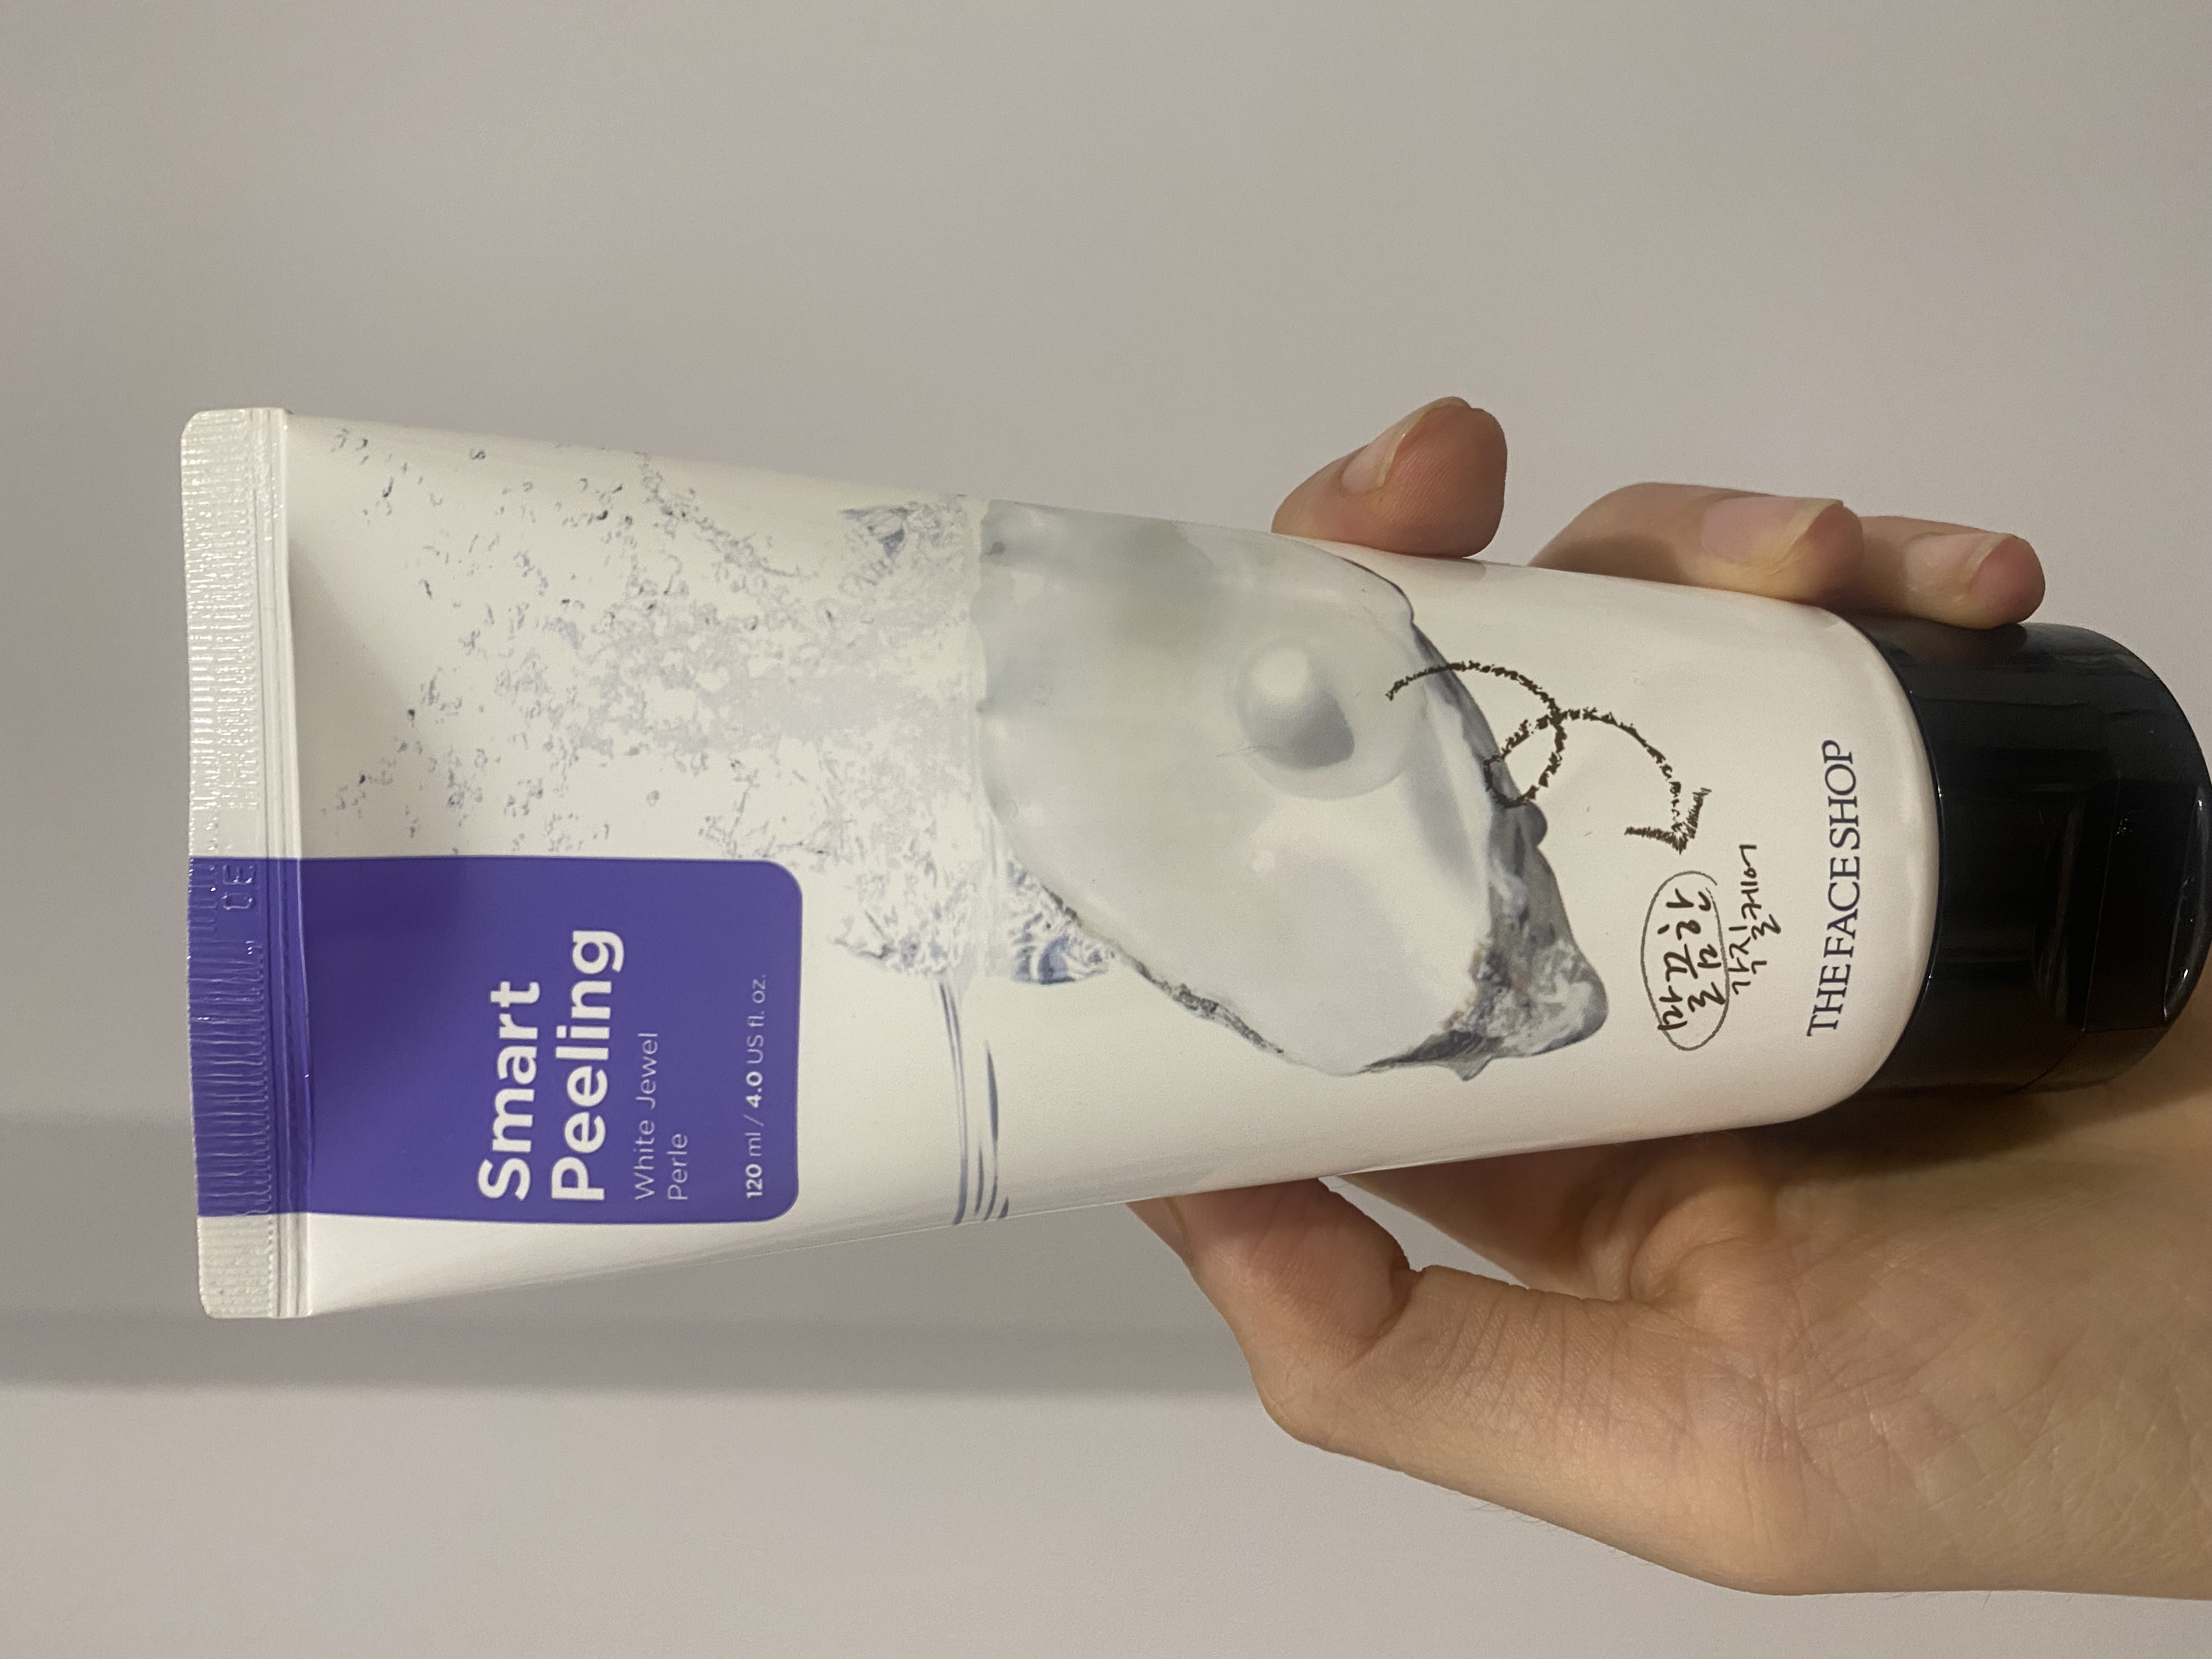 Smart
Peeling
White Jewel
Perle
120 ml / 4.0 US fl. oz.
말끔한
각질케어
THE FACE SHOP